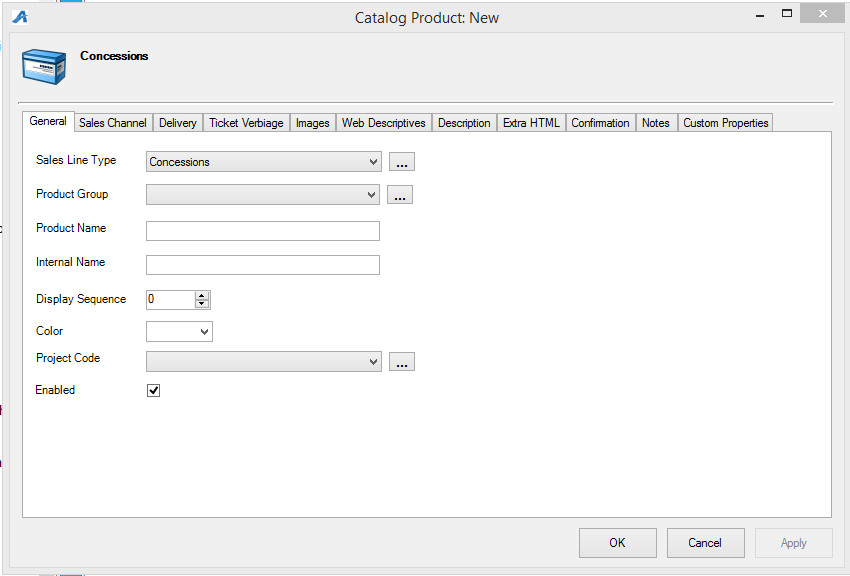 Catalog Product: New
Concessions
General Sales Channel Delivery Ticket Verbiage Images Web Descriptives Description Extra HTML Confirmation Notes Custom Properties
Sales Line Type Concessions ...
Product Group ...
Product Name
Internal Name
Display Sequence 0
Color
Project Code ...
Enabled
OK Cancel Apply